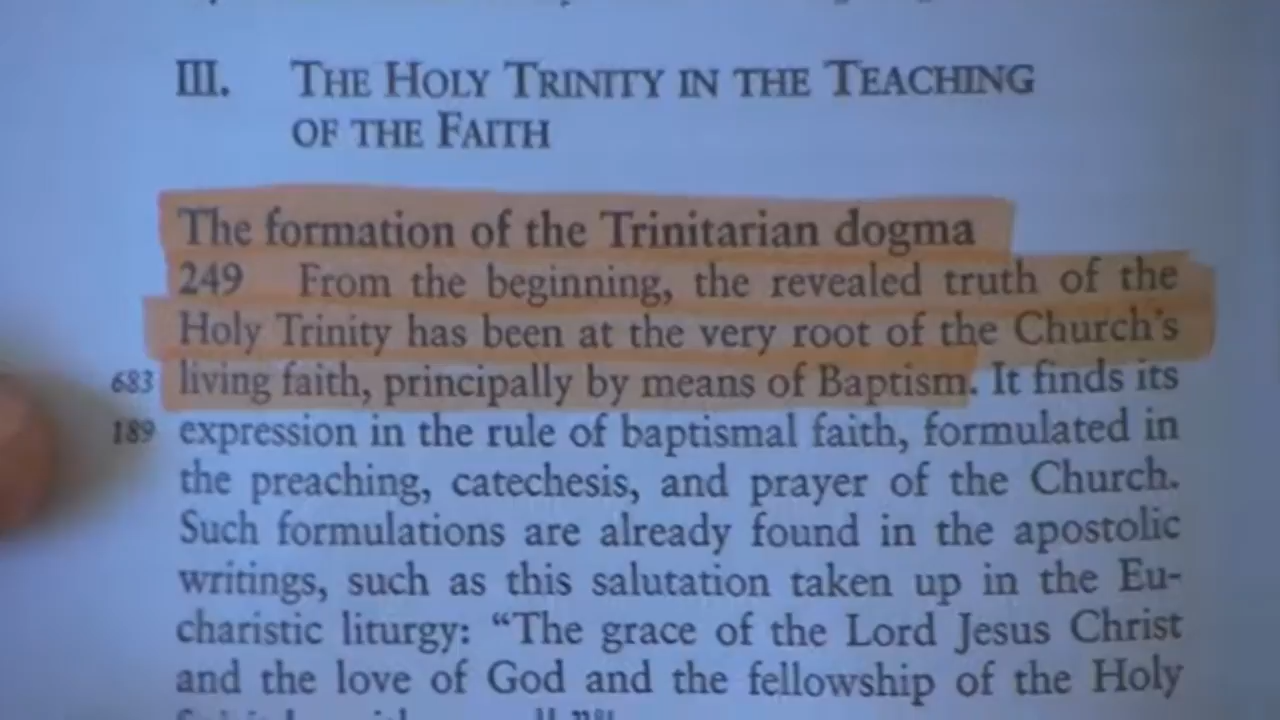 III. THE HOLY TRINITY IN THE TEACHING
OF THE FAITH
The formation of the Trinitarian dogma
249 From the beginning, the revealed truth of the
Holy Trinity has been at the very root of the Church's
683 living faith, principally by means of Baptism. It finds its
189 expression in the rule of baptismal faith, formulated in
the preaching, catechesis, and prayer of the Church.
Such formulations are already found in the apostolic
writings, such as this salutation taken up in the Eu-
charistic liturgy: “The grace of the Lord Jesus Christ
and the love of God and the fellowship of the Holy